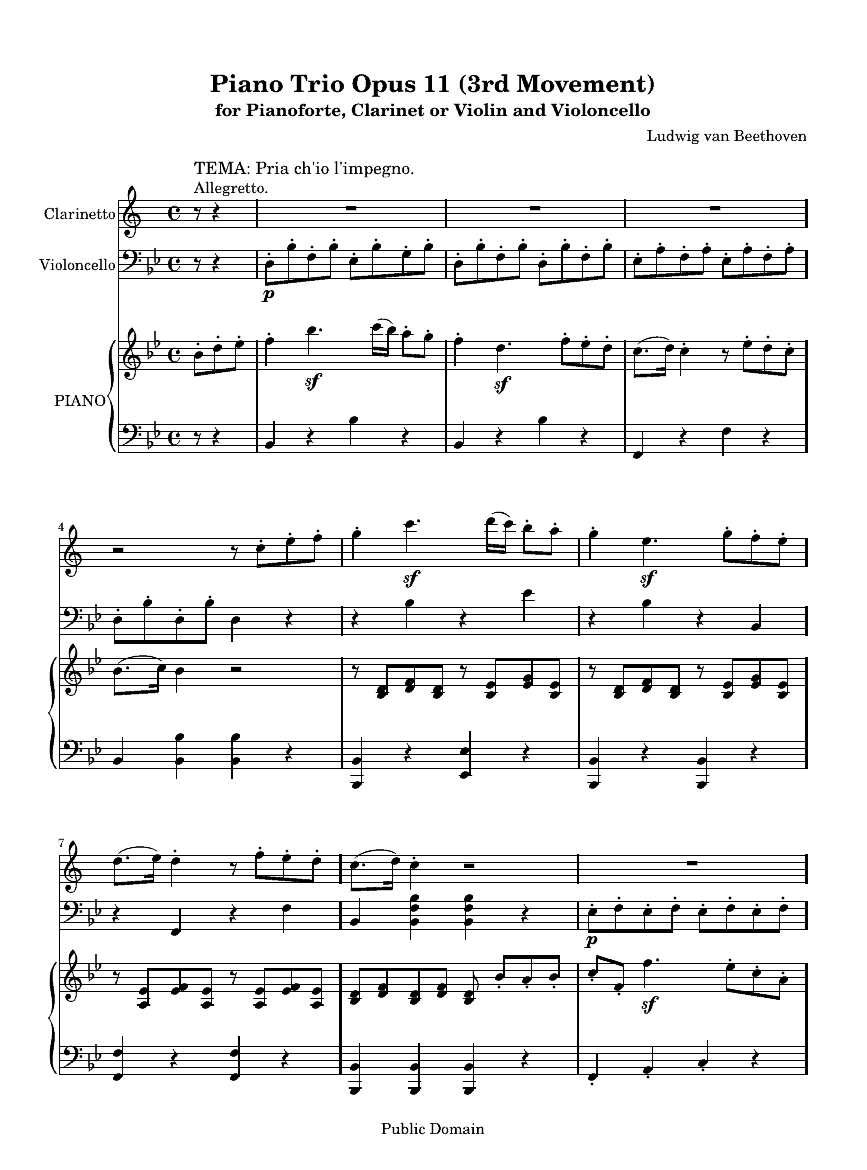 Piano Trio Opus 11 (3rd Movement)
for Pianoforte, Clarinet or Violin and Violoncello
Ludwig van Beethoven
TEMA: Pria ch'io l'impegno.
Allegretto.
Clarinetto
Violoncello
p
sf sf
PIANO
4
sf sf
7
p
sf
Public Domain